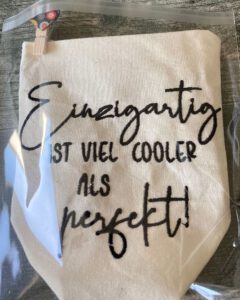 Einzigartig
IST VIEL COOLER
ALS
perfekt!